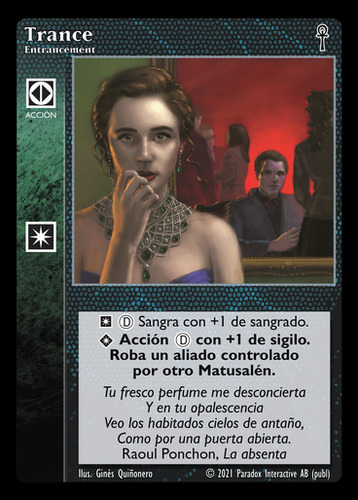 Trance
Entrancement
ACCIÓN
D Sangra con +1 de sangrado.
Acción D con +1 de sigilo.
Roba un aliado controlado
por otro Matusalén.
Tu fresco perfume me desconcierta
Y en tu opalescencia
Veo los habitados cielos de antaño,
Como por una puerta abierta.
Raoul Ponchon, La absenta
Ilus. Ginés Quiñonero © 2021 Paradox Interactive AB (publ)